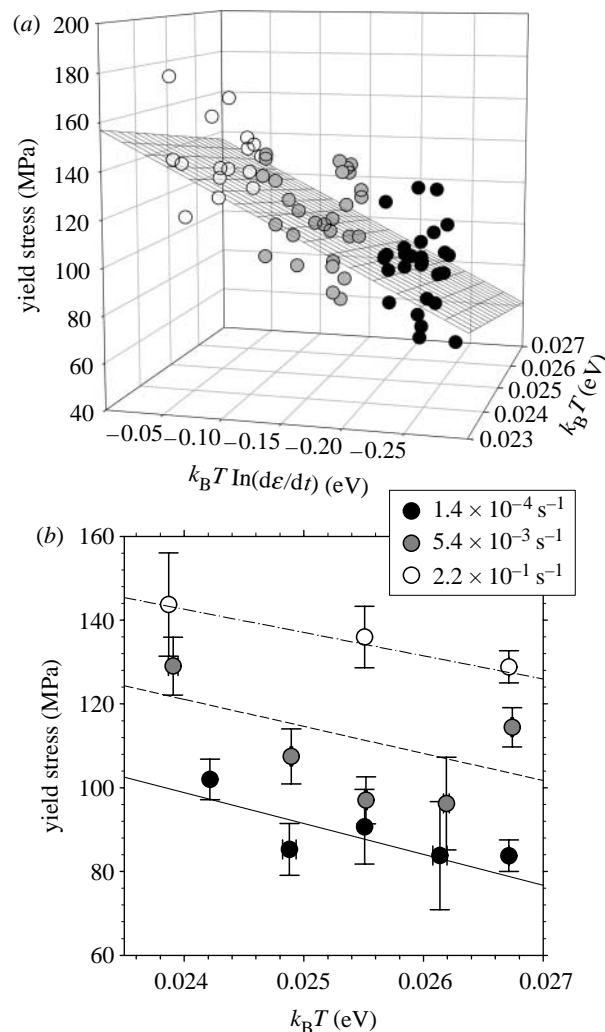 (a)
200
180
160
140
120
100
80
60
40
yield stress (MPa)
−0.05 −0.10 −0.15 −0.20 −0.25
k_B T ln(dε/dt) (eV)
0.027
0.026
0.025
0.024
0.023
k_B T (eV)
1.4 × 10⁻⁴ s⁻¹
5.4 × 10⁻³ s⁻¹
2.2 × 10⁻¹ s⁻¹
(b)
160
140
120
100
80
60
yield stress (MPa)
0.024 0.025 0.026 0.027
k_B T (eV)